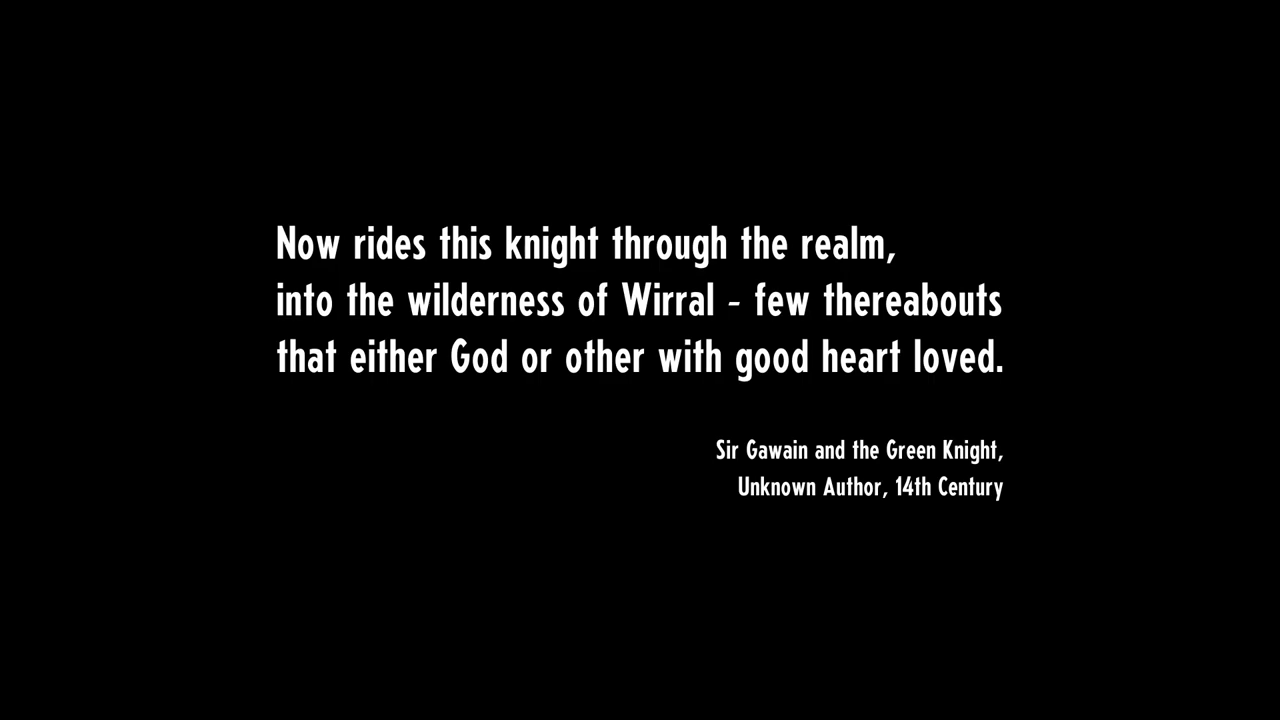 Now rides this knight through the realm,
into the wilderness of Wirral - few thereabouts
that either God or other with good heart loved.
Sir Gawain and the Green Knight,
Unknown Author, 14th Century